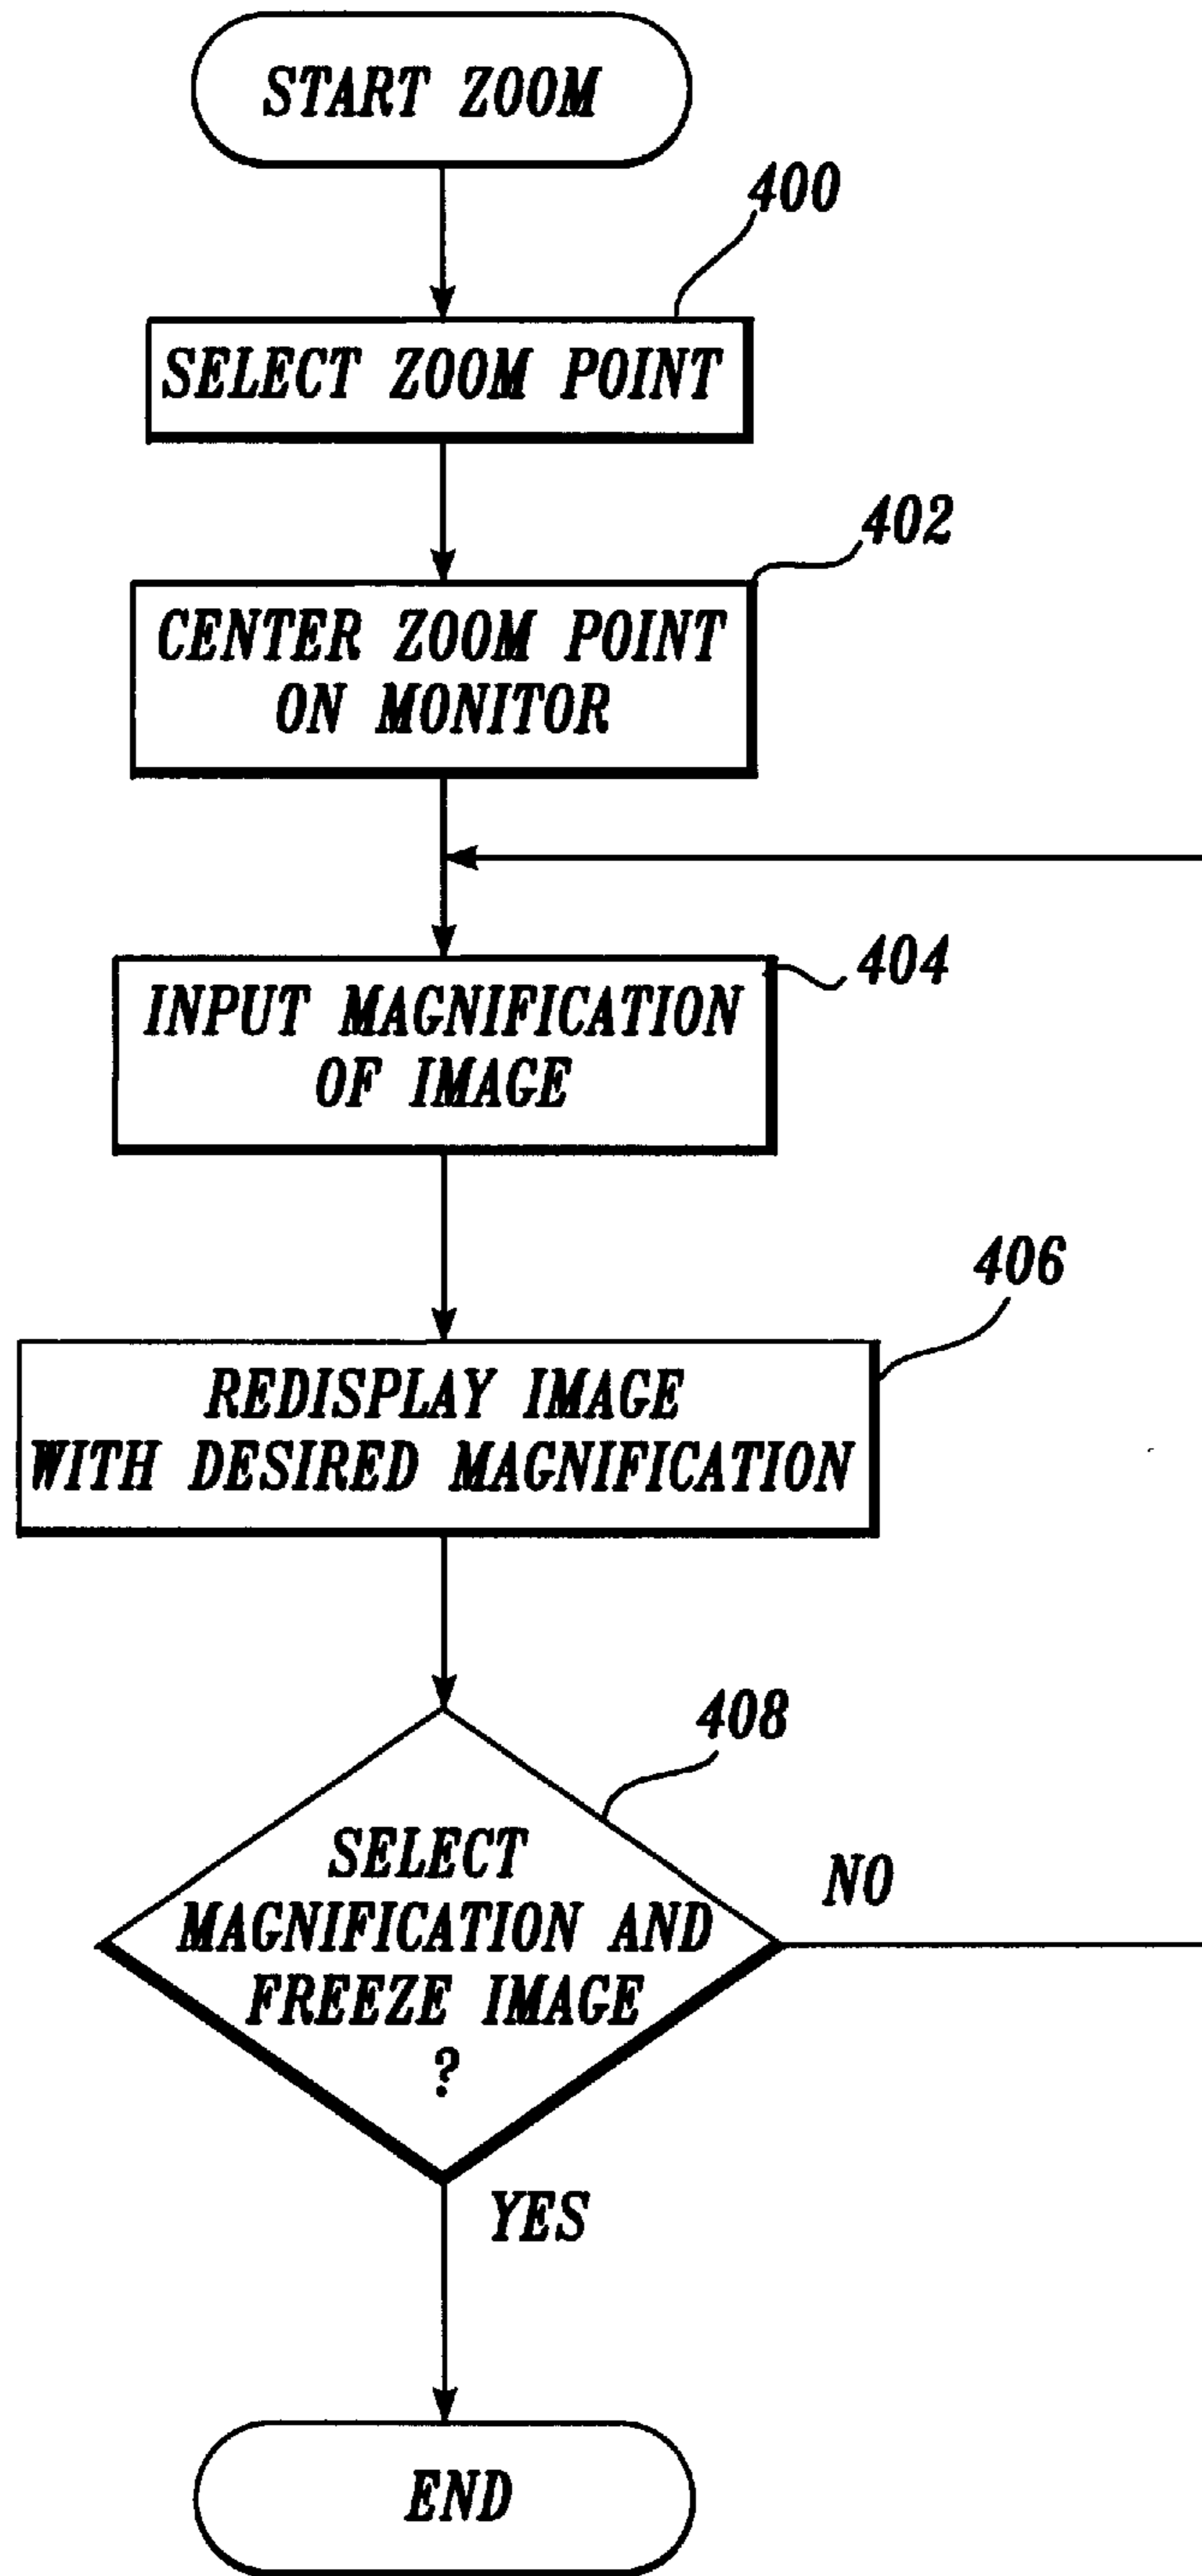 START ZOOM
400
SELECT ZOOM POINT
402
CENTER ZOOM POINT
ON MONITOR
404
INPUT MAGNIFICATION
OF IMAGE
406
REDISPLAY IMAGE
WITH DESIRED MAGNIFICATION
408
SELECT
MAGNIFICATION AND
FREEZE IMAGE
?
NO
YES
END